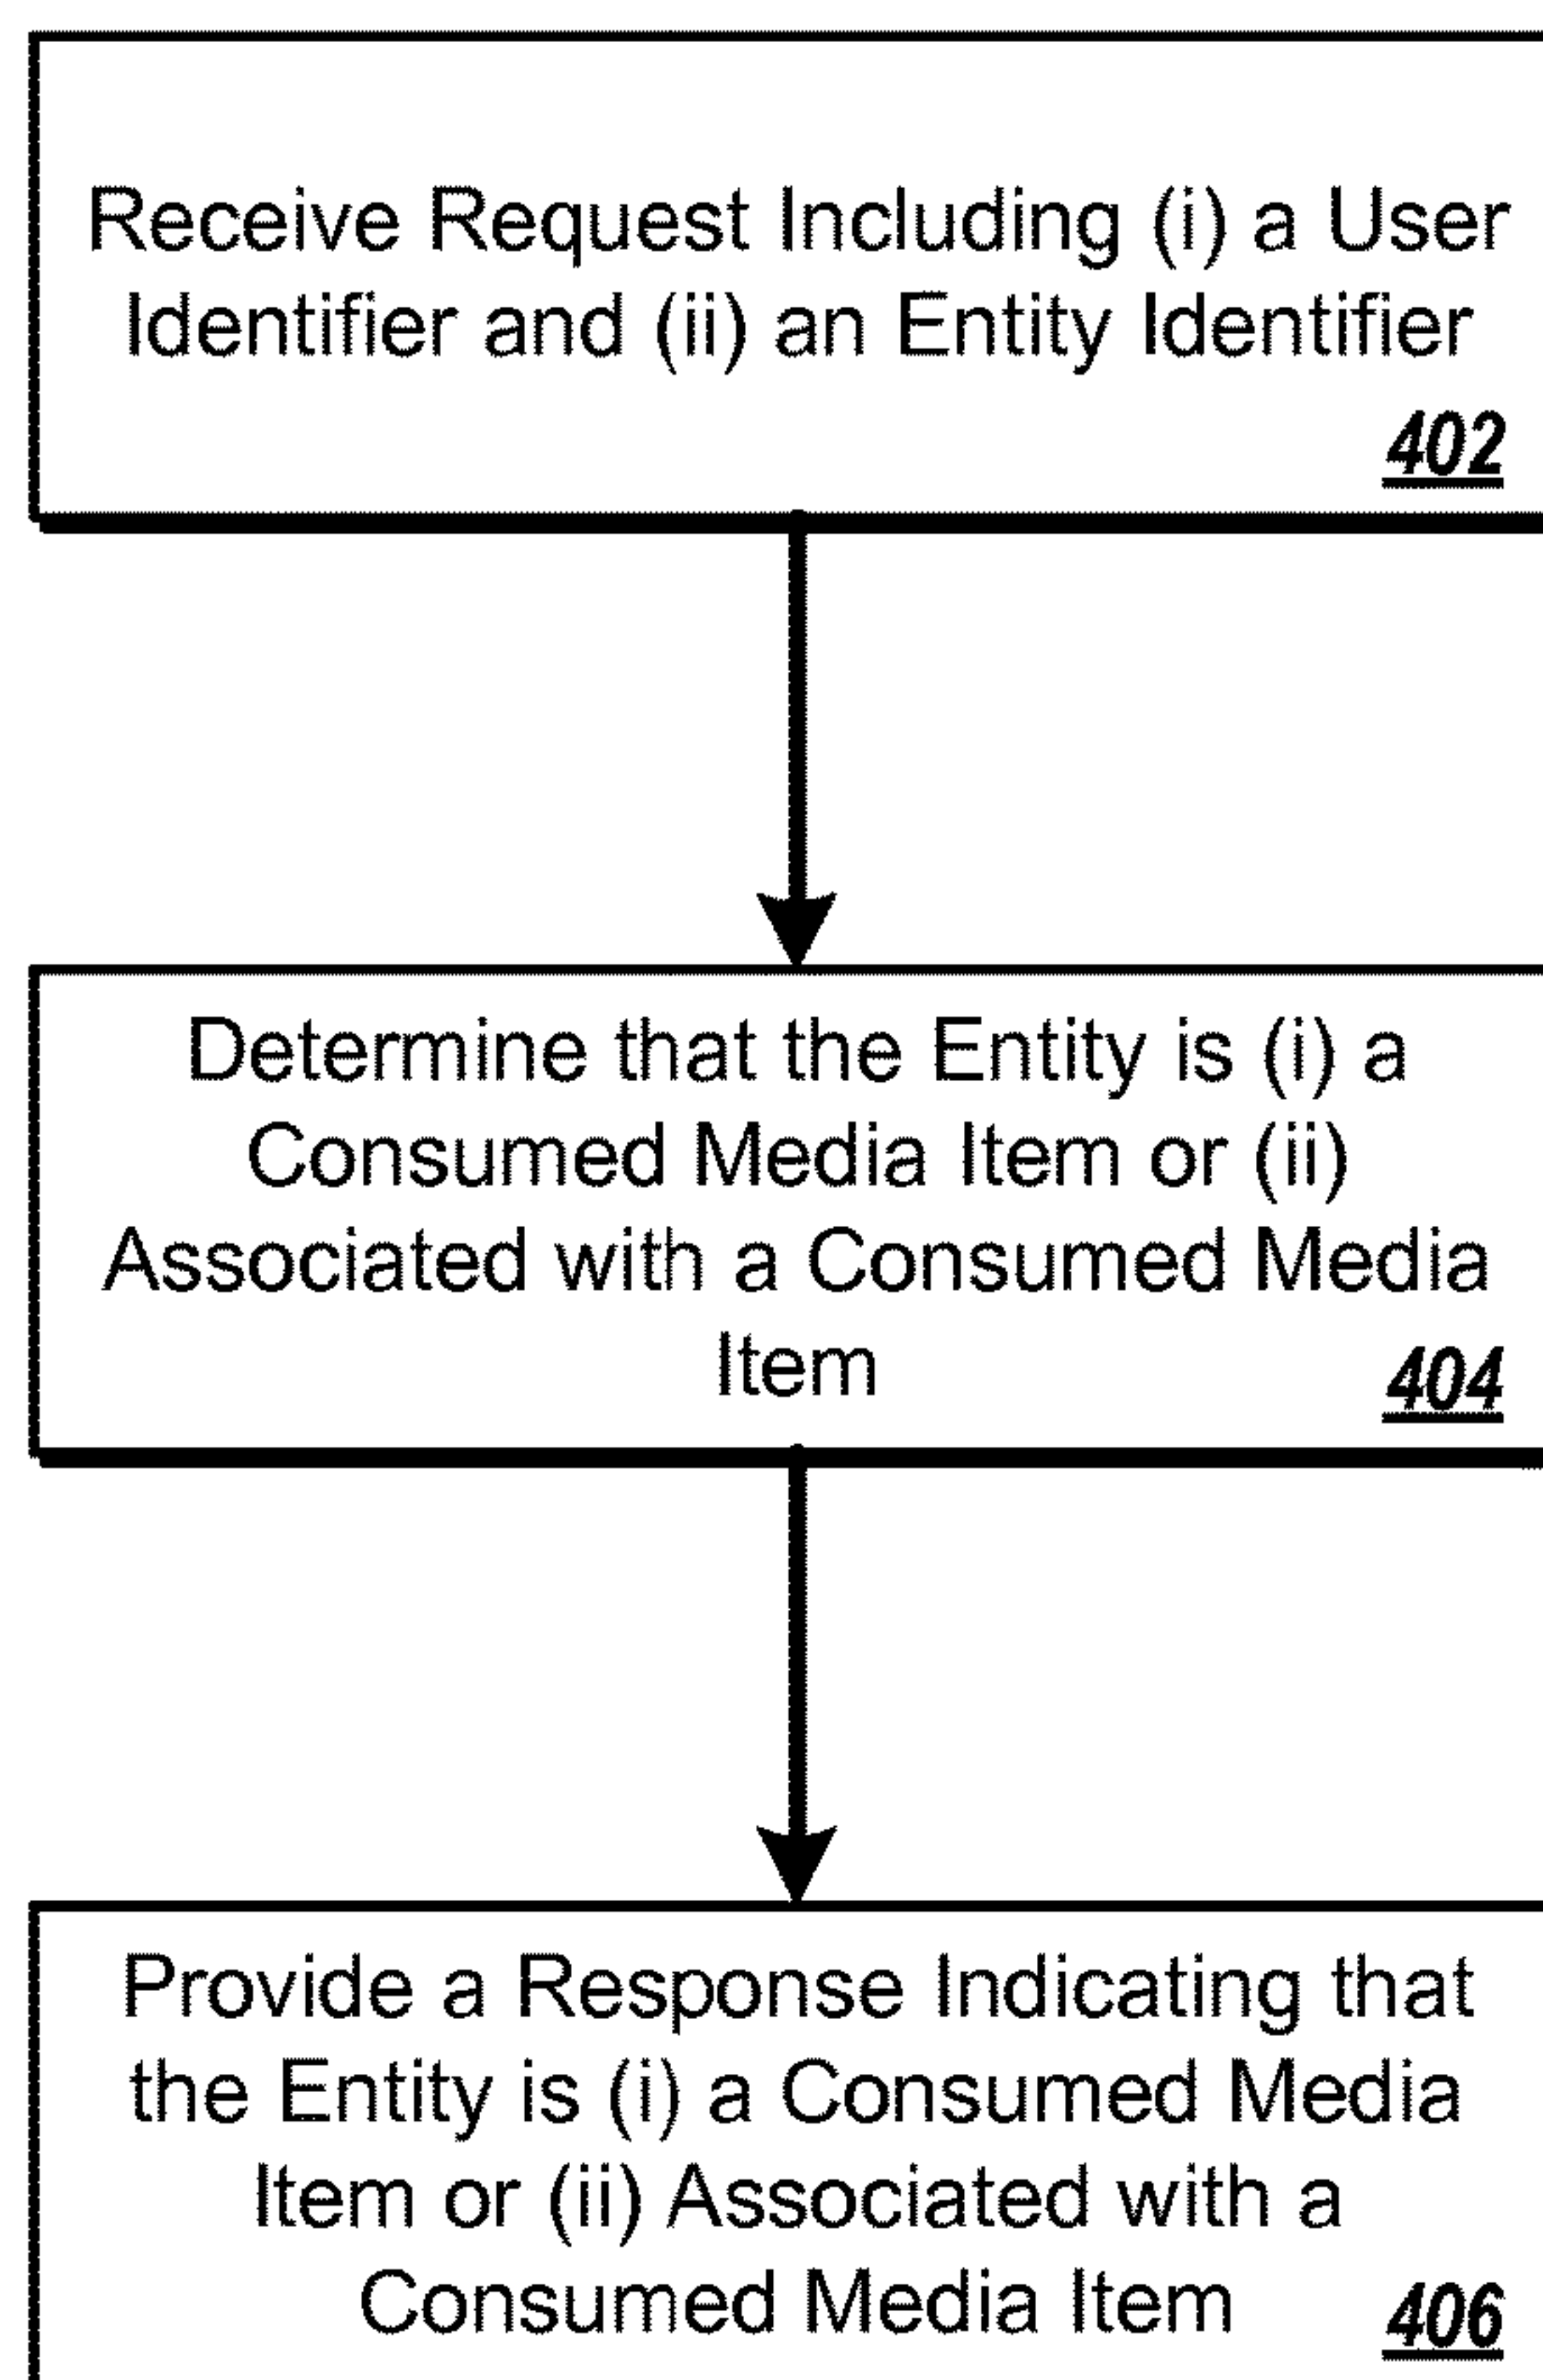 Receive Request Including (i) a User
Identifier and (ii) an Entity Identifier
402
Determine that the Entity is (i) a
Consumed Media Item or (ii)
Associated with a Consumed Media
Item
404
Provide a Response Indicating that
the Entity is (i) a Consumed Media
Item or (ii) Associated with a
Consumed Media Item
406